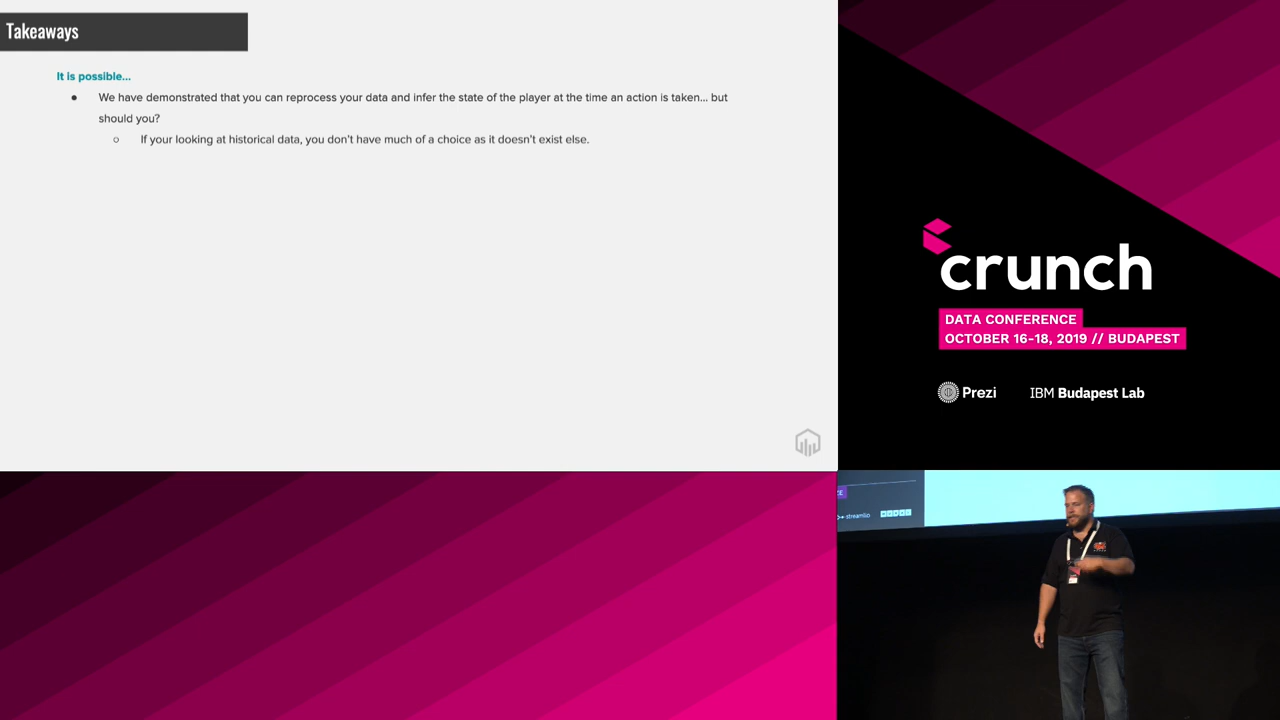 Takeaways
It is possible...
We have demonstrated that you can reprocess your data and infer the state of the player at the time an action is taken... but
should you?
If your looking at historical data, you don't have much of a choice as it doesn't exist else.
crunch
DATA CONFERENCE
OCTOBER 16-18, 2019 // BUDAPEST
Prezi
IBM Budapest Lab
streamlio